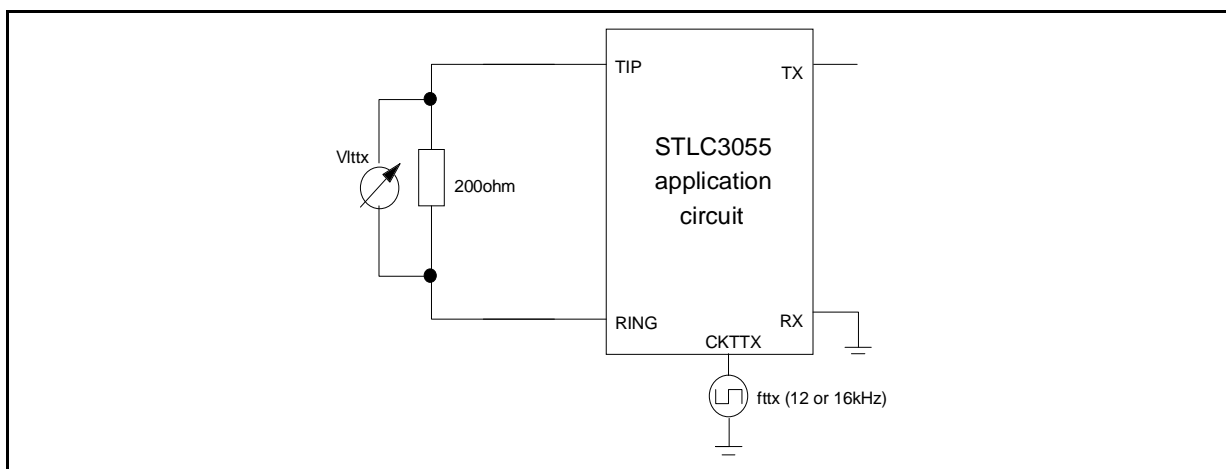 TIP
TX
Vlttx
STLC3055
application
circuit
200ohm
RING
RX
CKTTX
fttx (12 or 16kHz)